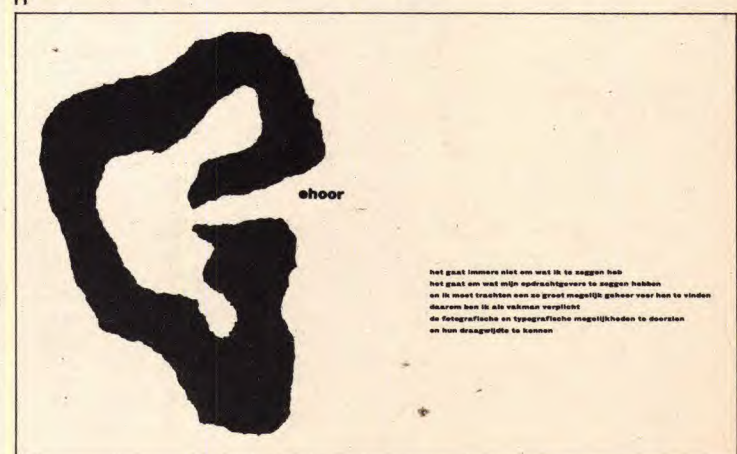 Gehoor
het gaat immers niet om wat ik te zeggen heb
het gaat om wat mijn opdrachtgevers te zeggen hebben
en ik moet trachten een zo groot mogelijk gehoor voor hen te vinden
daarom ben ik als vakman verplicht
de fotografische en typografische mogelijkheden te doorzien
en hun draagwijdte te kennen